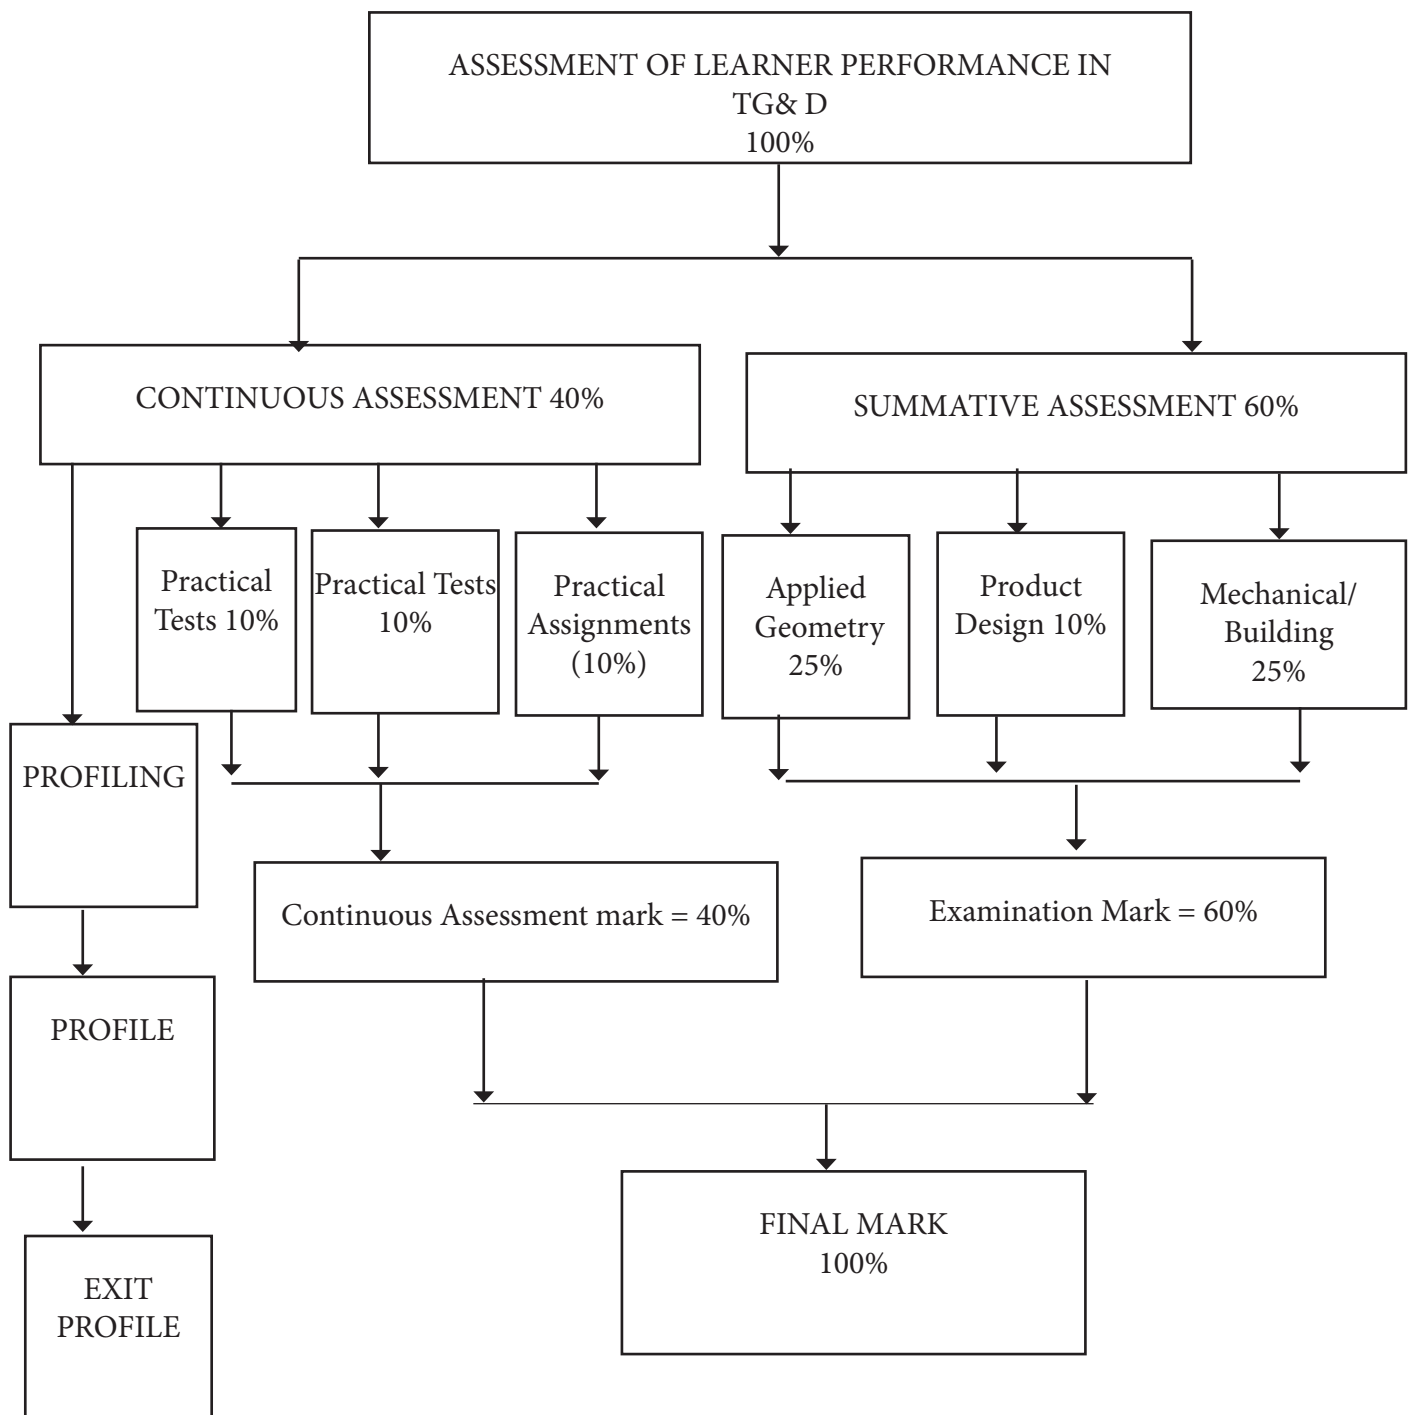 ASSESSMENT OF LEARNER PERFORMANCE IN
TG& D
100%
CONTINUOUS ASSESSMENT 40%
SUMMATIVE ASSESSMENT 60%
Practical
Tests 10%
Practical Tests
10%
Practical
Assignments
(10%)
Applied
Geometry
25%
Product
Design 10%
Mechanical/
Building
25%
PROFILING
Continuous Assessment mark = 40%
Examination Mark = 60%
PROFILE
FINAL MARK
100%
EXIT
PROFILE